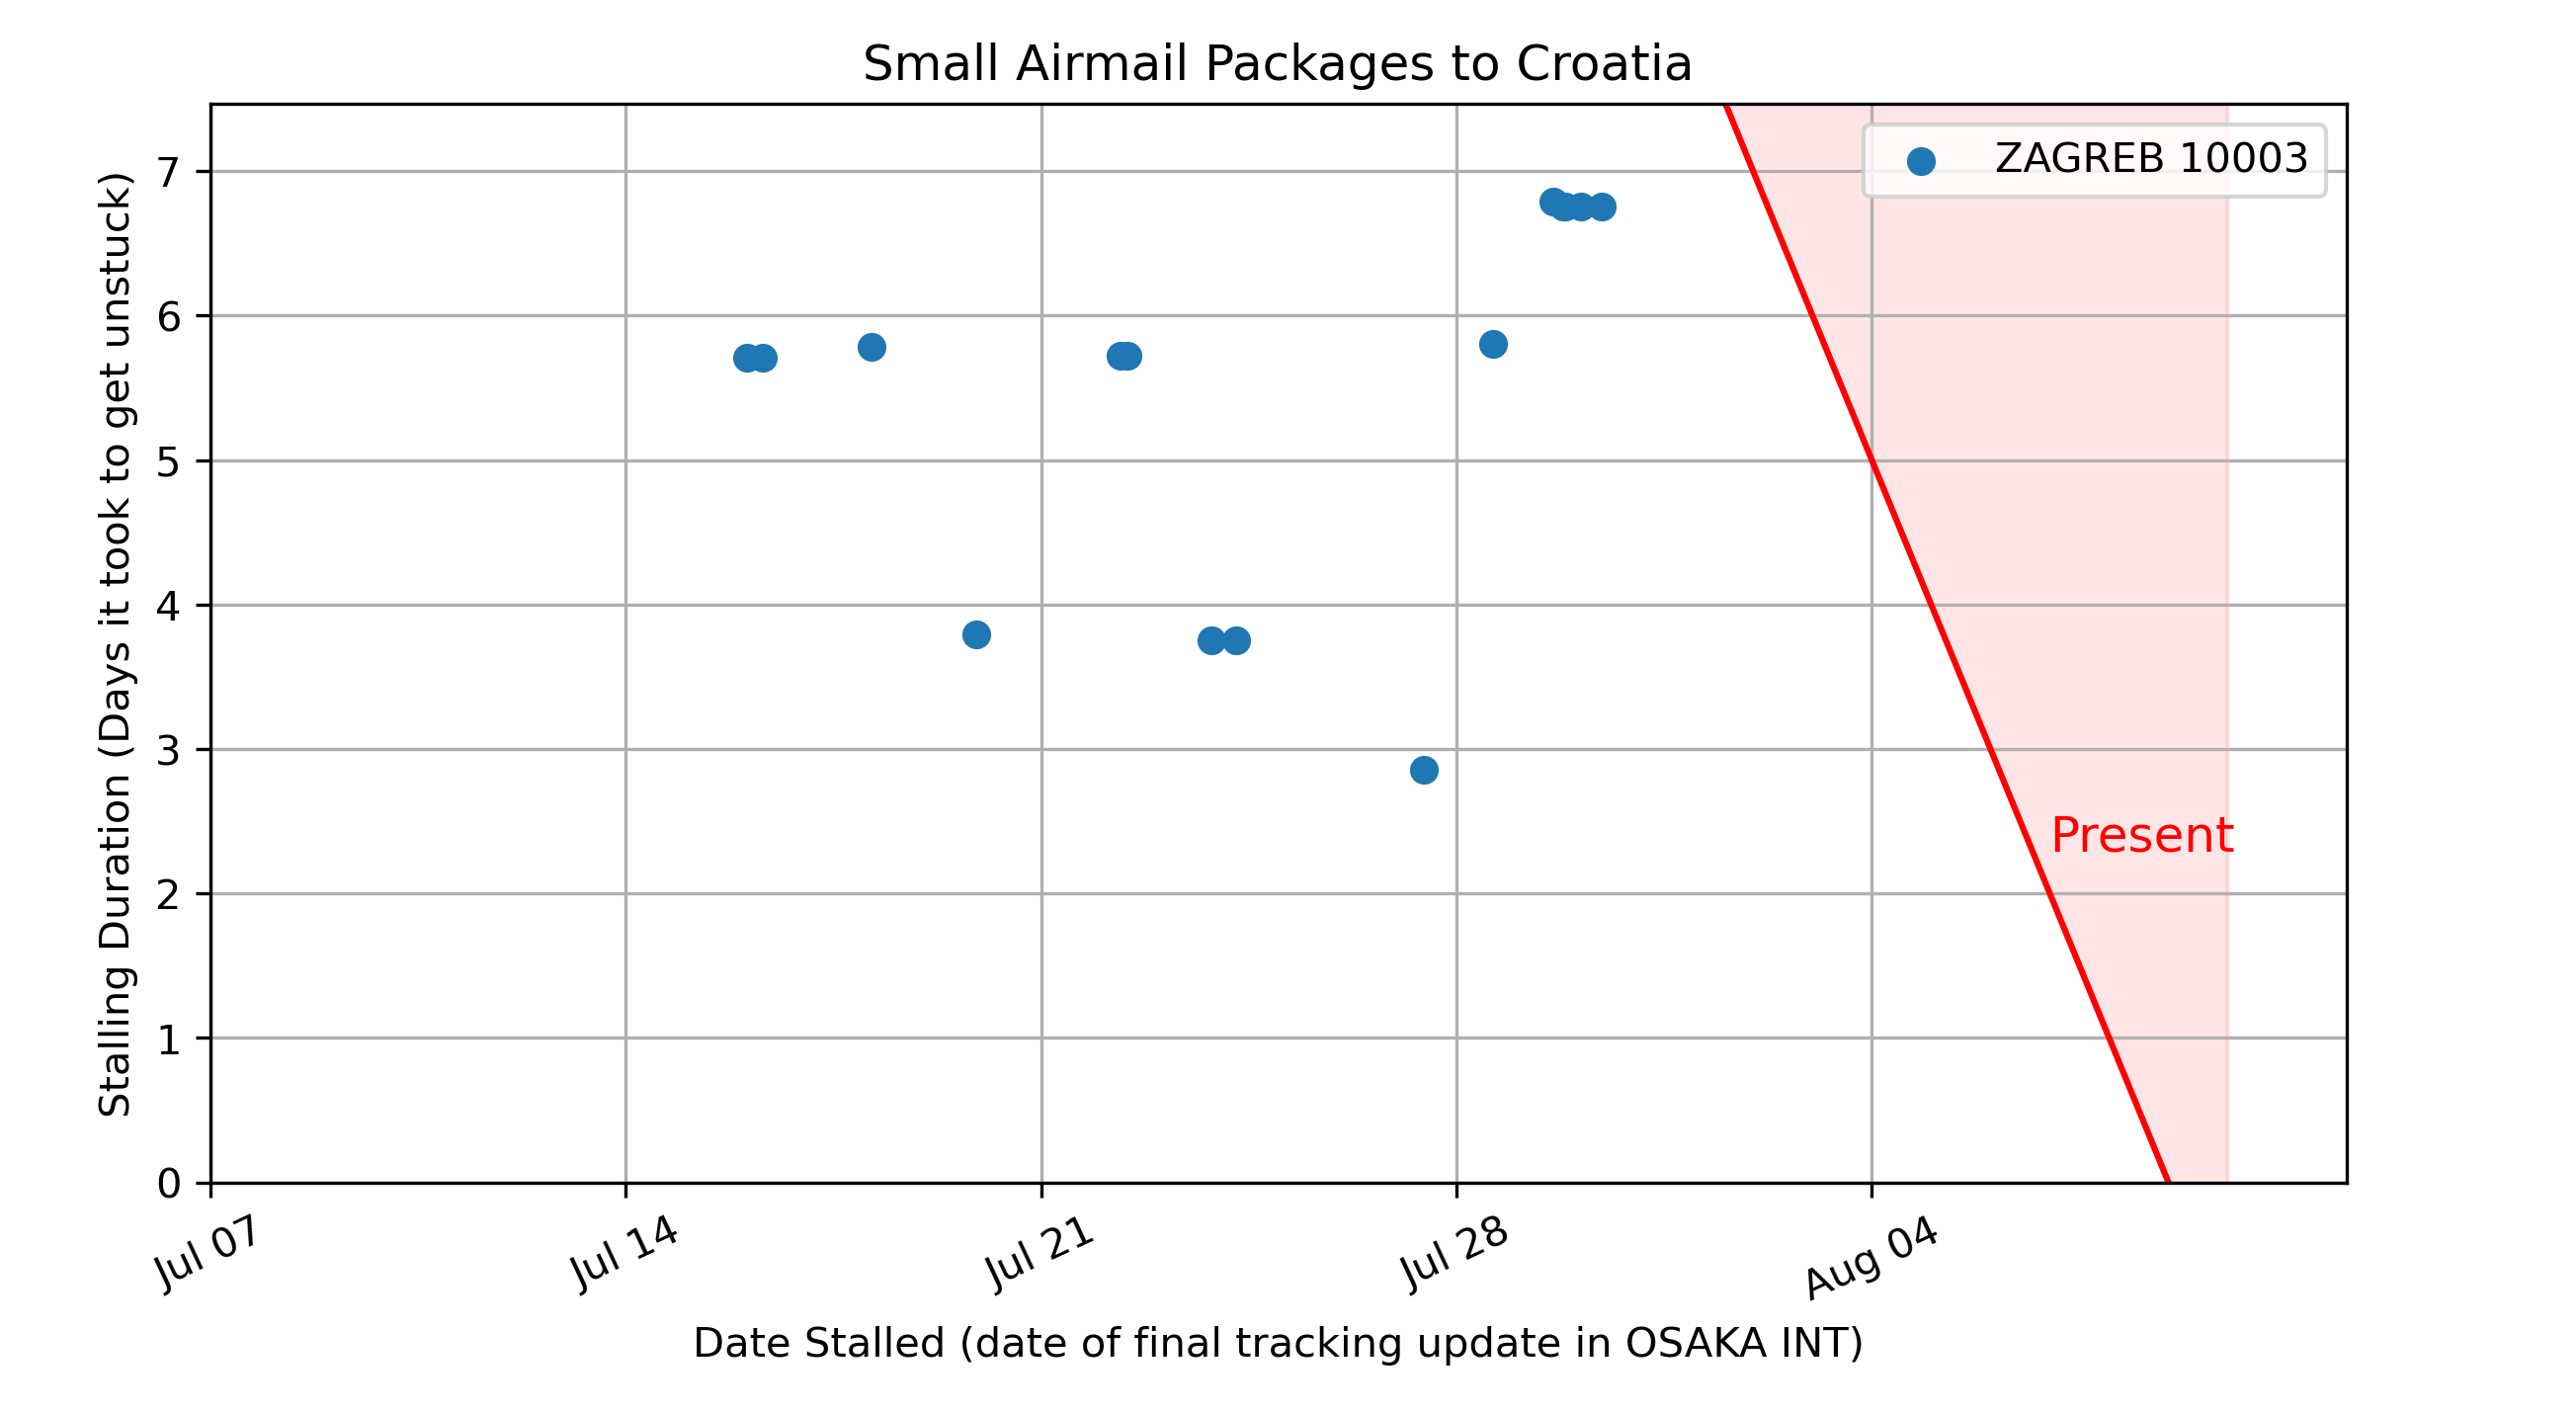 Small Airmail Packages to Croatia
ZAGREB 10003
Stalling Duration (Days it took to get unstuck)
7
6
5
4
3
2
1
0
Present
Jul 07
Jul 14
Jul 21
Jul 28
Aug 04
Date Stalled (date of final tracking update in OSAKA INT)